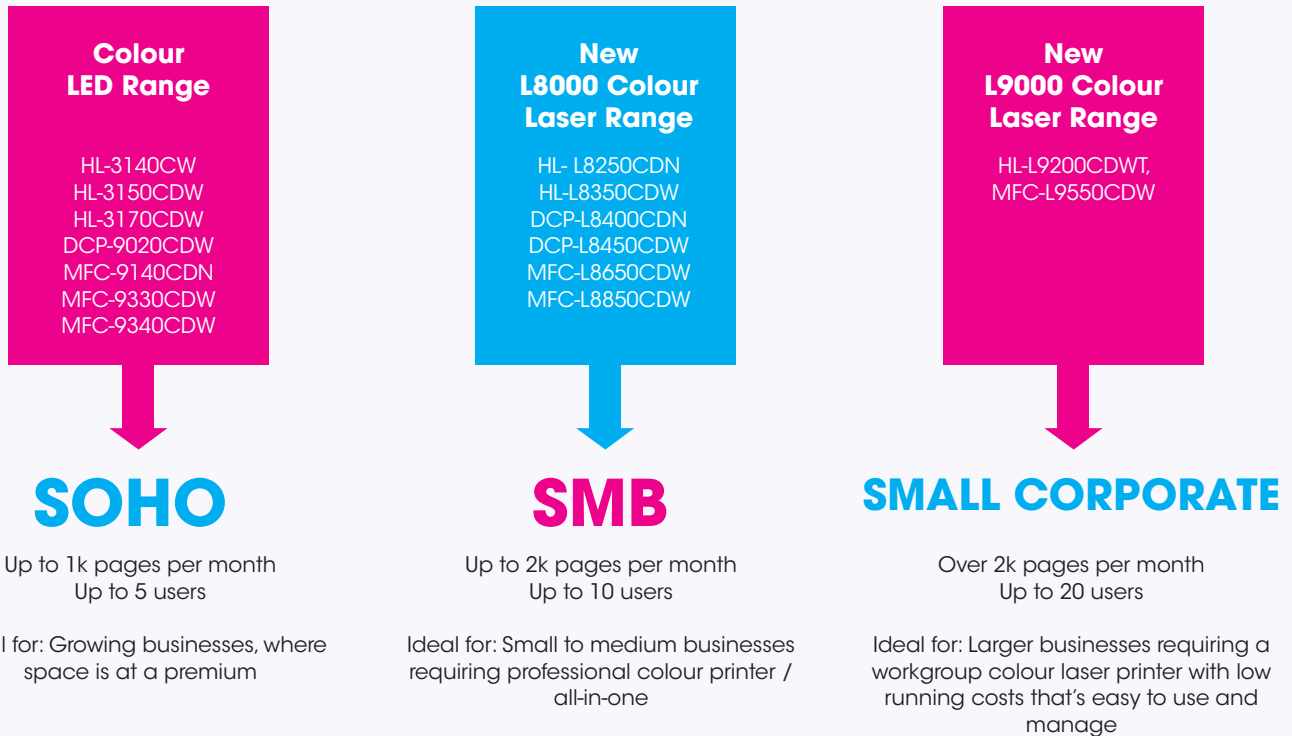 Colour
LED Range
HL-3140CW
HL-3150CDW
HL-3170CDW
DCP-9020CDW
MFC-9140CDN
MFC-9330CDW
MFC-9340CDW
SOHO
Up to 1k pages per month
Up to 5 users
l for: Growing businesses, where
space is at a premium
New
L8000 Colour
Laser Range
HL- L8250CDN
HL-L8350CDW
DCP-L8400CDN
DCP-L8450CDW
MFC-L8650CDW
MFC-L8850CDW
SMB
Up to 2k pages per month
Up to 10 users
Ideal for: Small to medium businesses
requiring professional colour printer /
all-in-one
New
L9000 Colour
Laser Range
HL-L9200CDWT,
MFC-L9550CDW
SMALL CORPORATE
Over 2k pages per month
Up to 20 users
Ideal for: Larger businesses requiring a
workgroup colour laser printer with low
running costs that’s easy to use and
manage